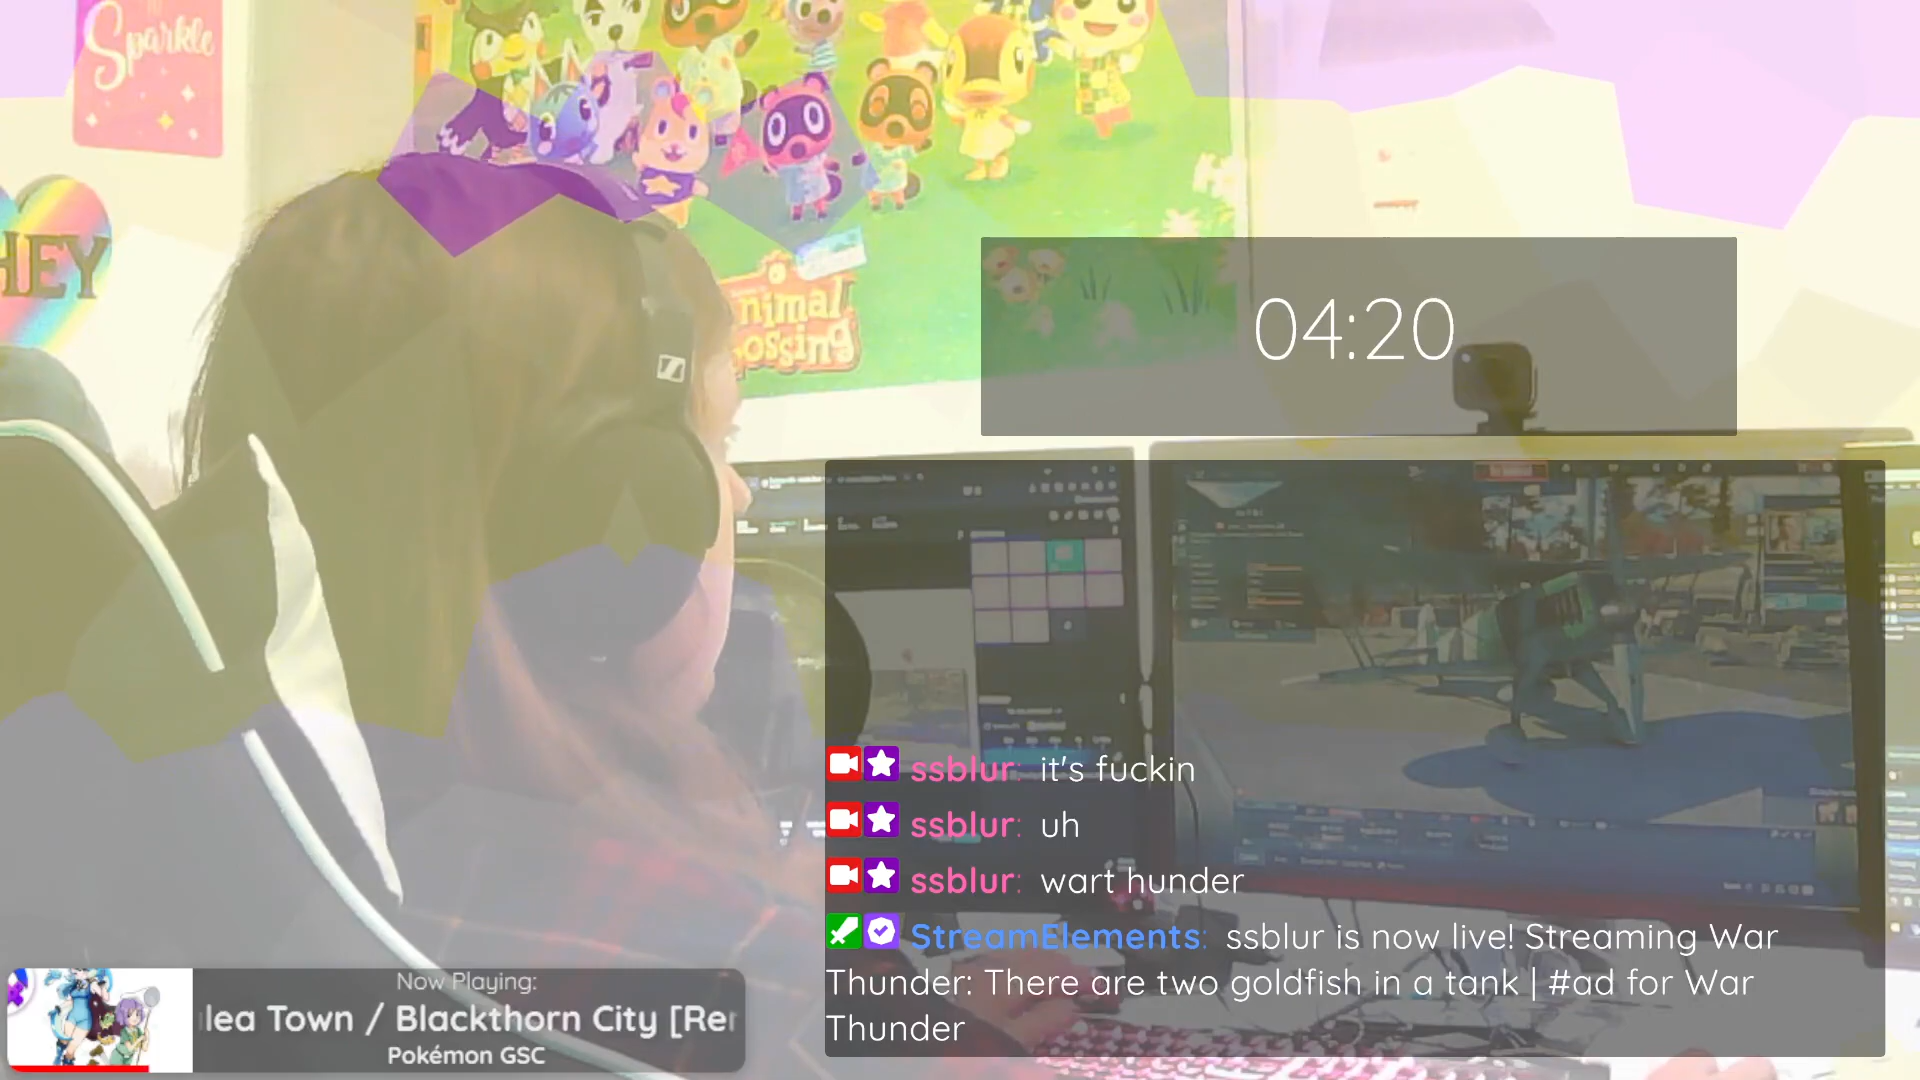 Sparkle
HEY
nimal
ossing
04:20
ssblur: it's fuckin
ssblur: uh
ssblur: wart hunder
StreamElements: ssblur is now live! Streaming War
Thunder: There are two goldfish in a tank | #ad for War
Thunder
Now Playing:
lea Town / Blackthorn City [Rer
Pokémon GSC